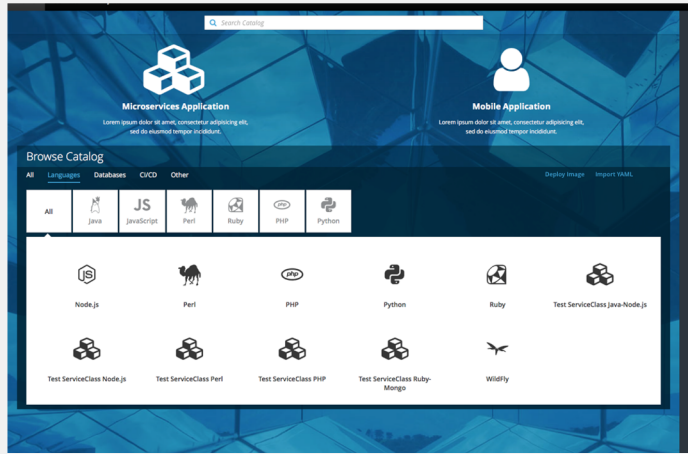 Search Catalog
Microservices Application
Lorem ipsum dolor sit amet, consectetur adipisicing elit,
sed do eiusmod tempor incididunt.
Mobile Application
Lorem ipsum dolor sit amet, consectetur adipisicing elit,
sed do eiusmod tempor incididunt.
Browse Catalog
All Languages Databases CI/CD Other Deploy Image Import YAML
All
Java
JS
JavaScript
Perl
Ruby
php
PHP
Python
JS
Node.js
Perl
php
PHP
Python
Ruby
Test ServiceClass Java-Node.js
Test ServiceClass Node.js
Test ServiceClass Perl
Test ServiceClass PHP
Test ServiceClass Ruby-
Mongo
WildFly